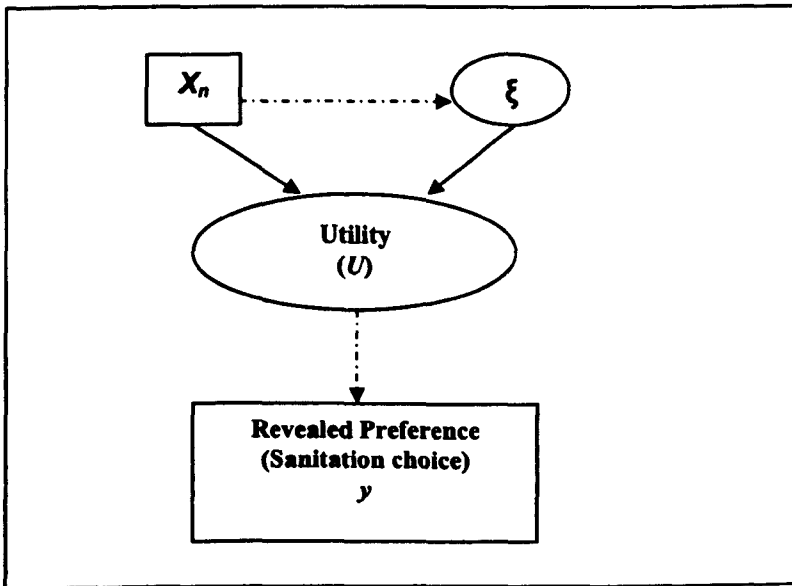 Xn
ξ
Utility
(U)
Revealed Preference
(Sanitation choice)
y